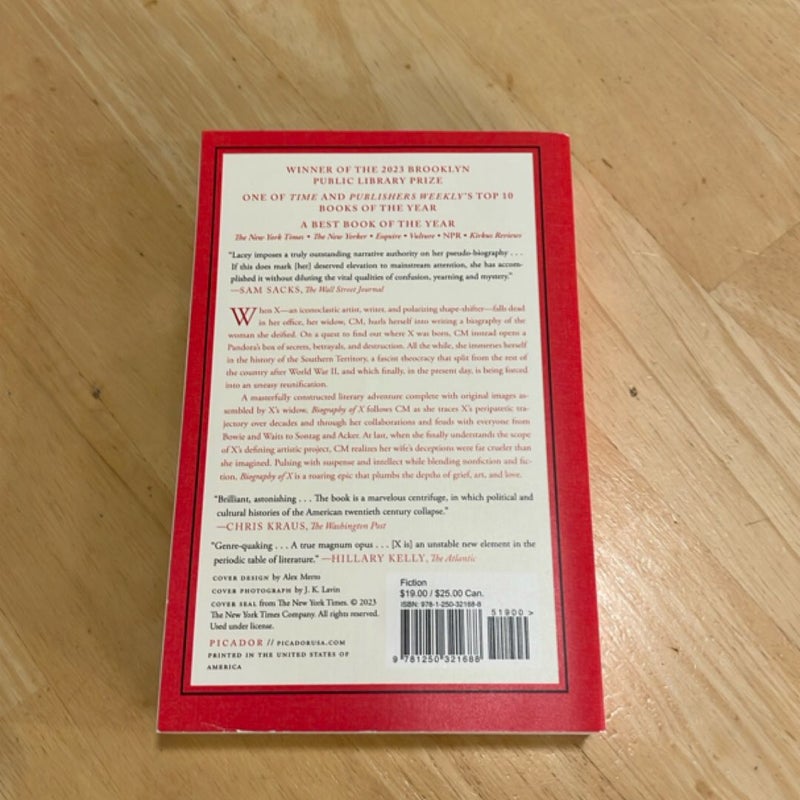 WINNER OF THE 2023 BROOKLYN
PUBLIC LIBRARY PRIZE
ONE OF TIME AND PUBLISHERS WEEKLY'S TOP 10
BOOKS OF THE YEAR
A BEST BOOK OF THE YEAR
The New York Times • The New Yorker • Esquire • Vulture • NPR • Kirkus Reviews
"Lacey imposes a truly outstanding narrative authority on her pseudo-biography . . .
If this does mark [her] deserved elevation to mainstream attention, she has accom-
plished it without diluting the vital qualities of confusion, yearning and mystery."
—SAM SACKS, The Wall Street Journal
When X—an iconoclastic artist, writer, and polarizing shape-shifter—falls dead
in her office, her widow, CM, hurls herself into writing a biography of the
woman she deified. On a quest to find out where X was born, CM instead opens a
Pandora's box of secrets, betrayals, and destruction. All the while, she immerses herself
in the history of the Southern Territory, a fascist theocracy that split from the rest of
the country after World War II, and which finally, in the present day, is being forced
into an uneasy reunification.
A masterfully constructed literary adventure complete with original images as-
sembled by X's widow, Biography of X follows CM as she traces X's peripatetic tra-
jectory over decades and through her collaborations and feuds with everyone from
Bowie and Waits to Sontag and Acker. At last, when she finally understands the scope
of X's defining artistic project, CM realizes her wife's deceptions were far crueler than
she imagined. Pulsing with suspense and intellect while blending nonfiction and fic-
tion, Biography of X is a roaring epic that plumbs the depths of grief, art, and love.
"Brilliant, astonishing . . . The book is a marvelous centrifuge, in which political and
cultural histories of the American twentieth century collapse."
—CHRIS KRAUS, The Washington Post
"Genre-quaking . . . A true magnum opus . . . [X is] an unstable new element in the
periodic table of literature." —HILLARY KELLY, The Atlantic
COVER DESIGN by Alex Merto
COVER PHOTOGRAPH by J. K. Lavin
COVER SEAL from The New York Times. © 2023
The New York Times Company. All rights reserved.
Used under license.
PICADOR // PICADORUSA.COM
PRINTED IN THE UNITED STATES OF
AMERICA
Fiction
$19.00 / $25.00 Can.
ISBN: 978-1-250-32168-8
51900 >
9 781250 321688